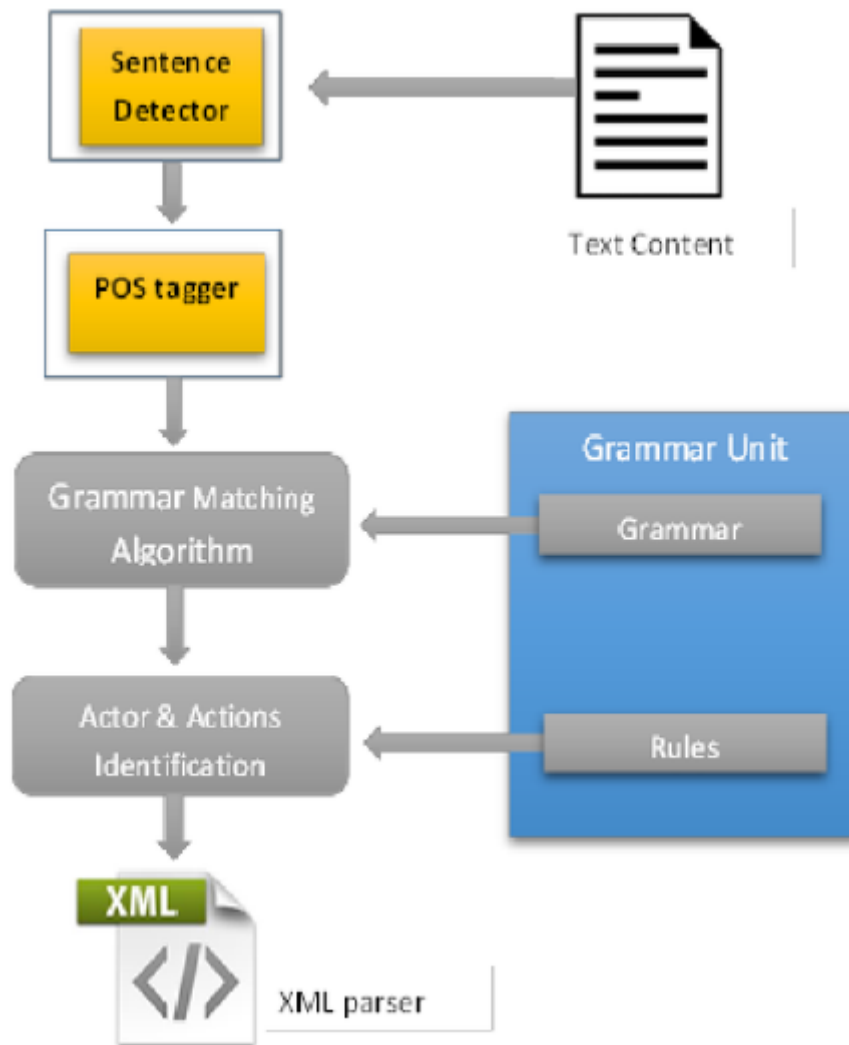 Sentence
Detector
Text Content
POS tagger
Grammar Unit
Grammar Matching
Algorithm
Grammar
Actor & Actions
Identification
Rules
XML
</>
XML parser